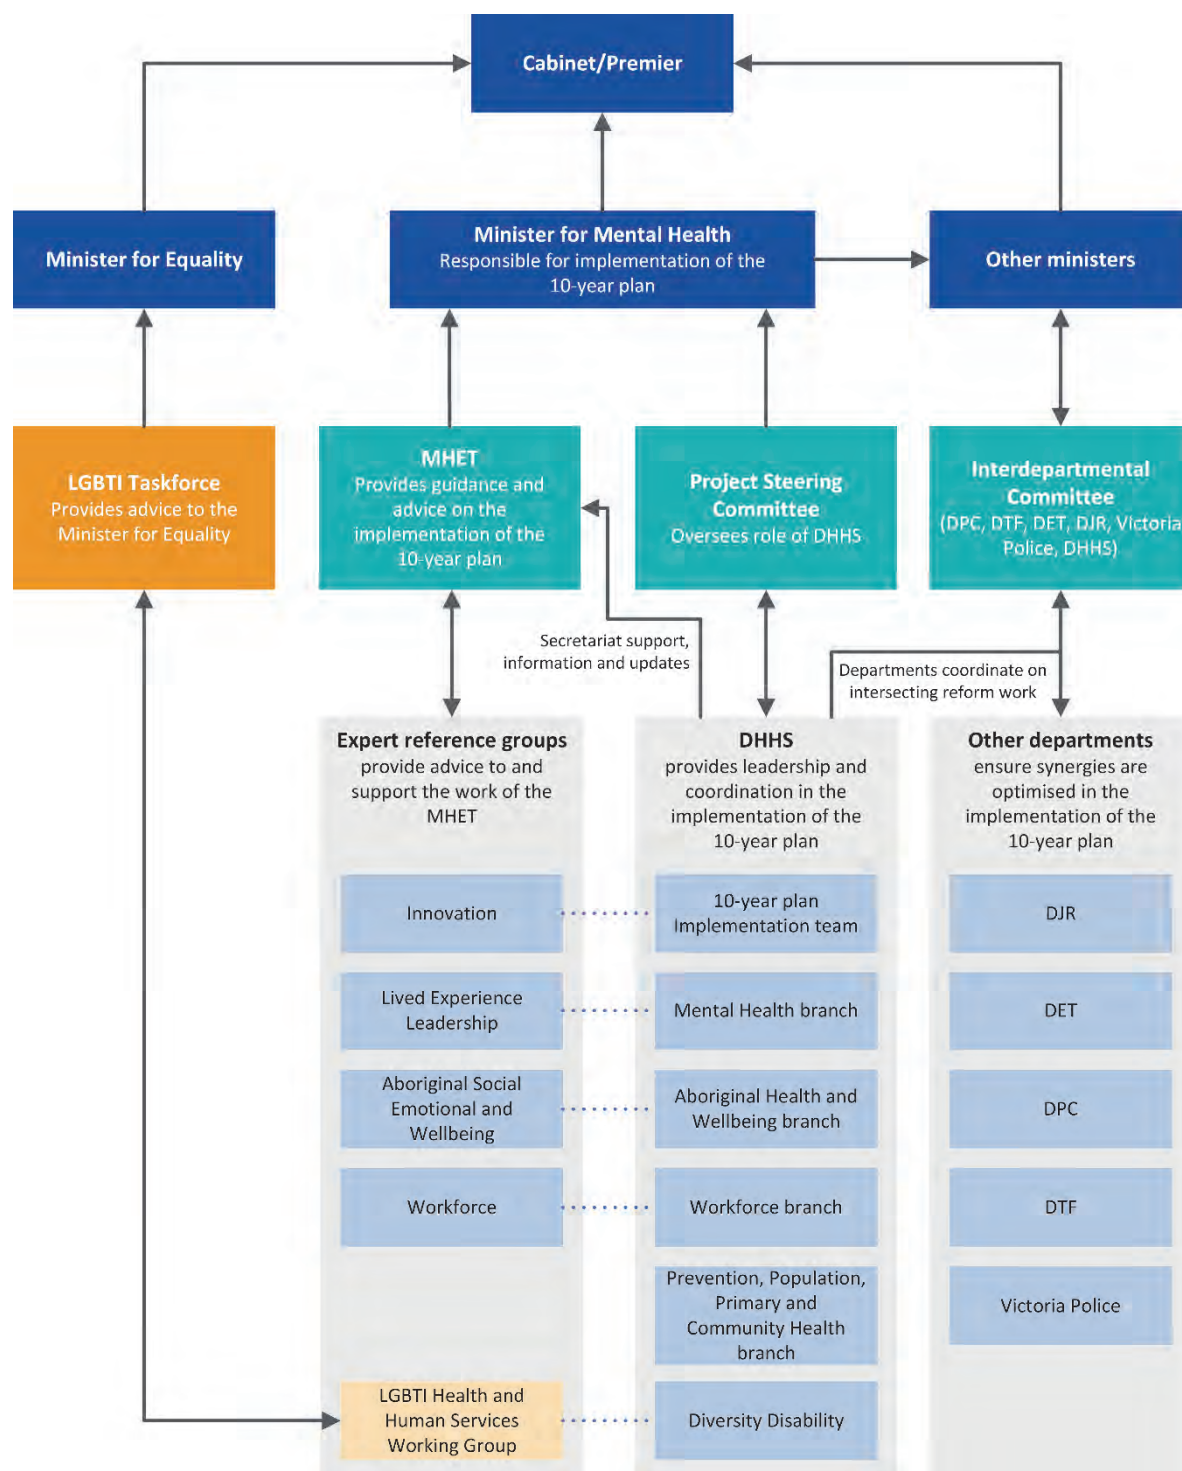 Cabinet/Premier
Minister for Equality
Minister for Mental Health
Responsible for implementation of the
10-year plan
Other ministers
LGBTI Taskforce
Provides advice to the
Minister for Equality
MHET
Provides guidance and
advice on the
implementation of the
10-year plan
Project Steering
Committee
Oversees role of DHHS
Interdepartmental
Committee
(DPC, DTF, DET, DJR, Victoria
Police, DHHS)
Secretariat support,
information and updates
Departments coordinate on
intersecting reform work
Expert reference groups
provide advice to and
support the work of the
MHET
Innovation
Lived Experience
Leadership
Aboriginal Social
Emotional and
Wellbeing
Workforce
LGBTI Health and
Human Services
Working Group
DHHS
provides leadership and
coordination in the
implementation of the
10-year plan
10-year plan
Implementation team
Mental Health branch
Aboriginal Health and
Wellbeing branch
Workforce branch
Prevention, Population,
Primary and
Community Health
branch
Diversity Disability
Other departments
ensure synergies are
optimised in the
implementation of the
10-year plan
DJR
DET
DPC
DTF
Victoria Police